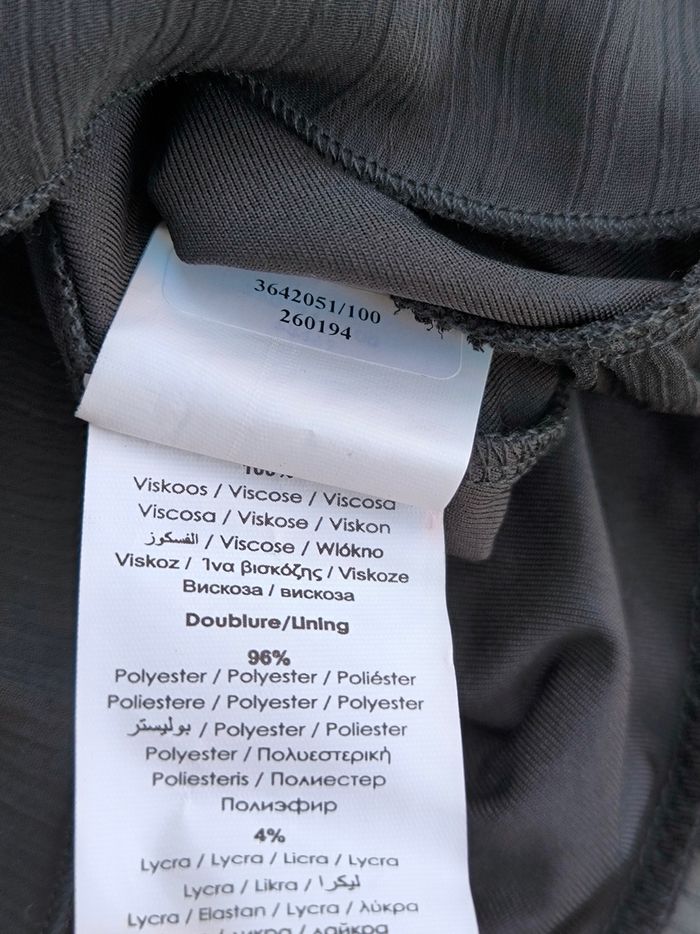 3642051/100
260194
100%
Viskoos / Viscose / Viscosa
Viscosa / Viskose / Viskon
الفسكوز / Viscose / Wlókno
Viskoz / Ίνα βισκόζης / Viskoze
Вискоза / вискоза
Doublure/Lining
96%
Polyester / Polyester / Poliéster
Poliestere / Polyester / Polyester
بوليستر / Polyester / Poliester
Polyester / Πολυεστερική
Poliesteris / Полиестер
Полиэфир
4%
Lycra / Lycra / Licra / Lycra
Lycra / Likra / ليكرا
Lycra / Elastan / Lycra / λύκρα